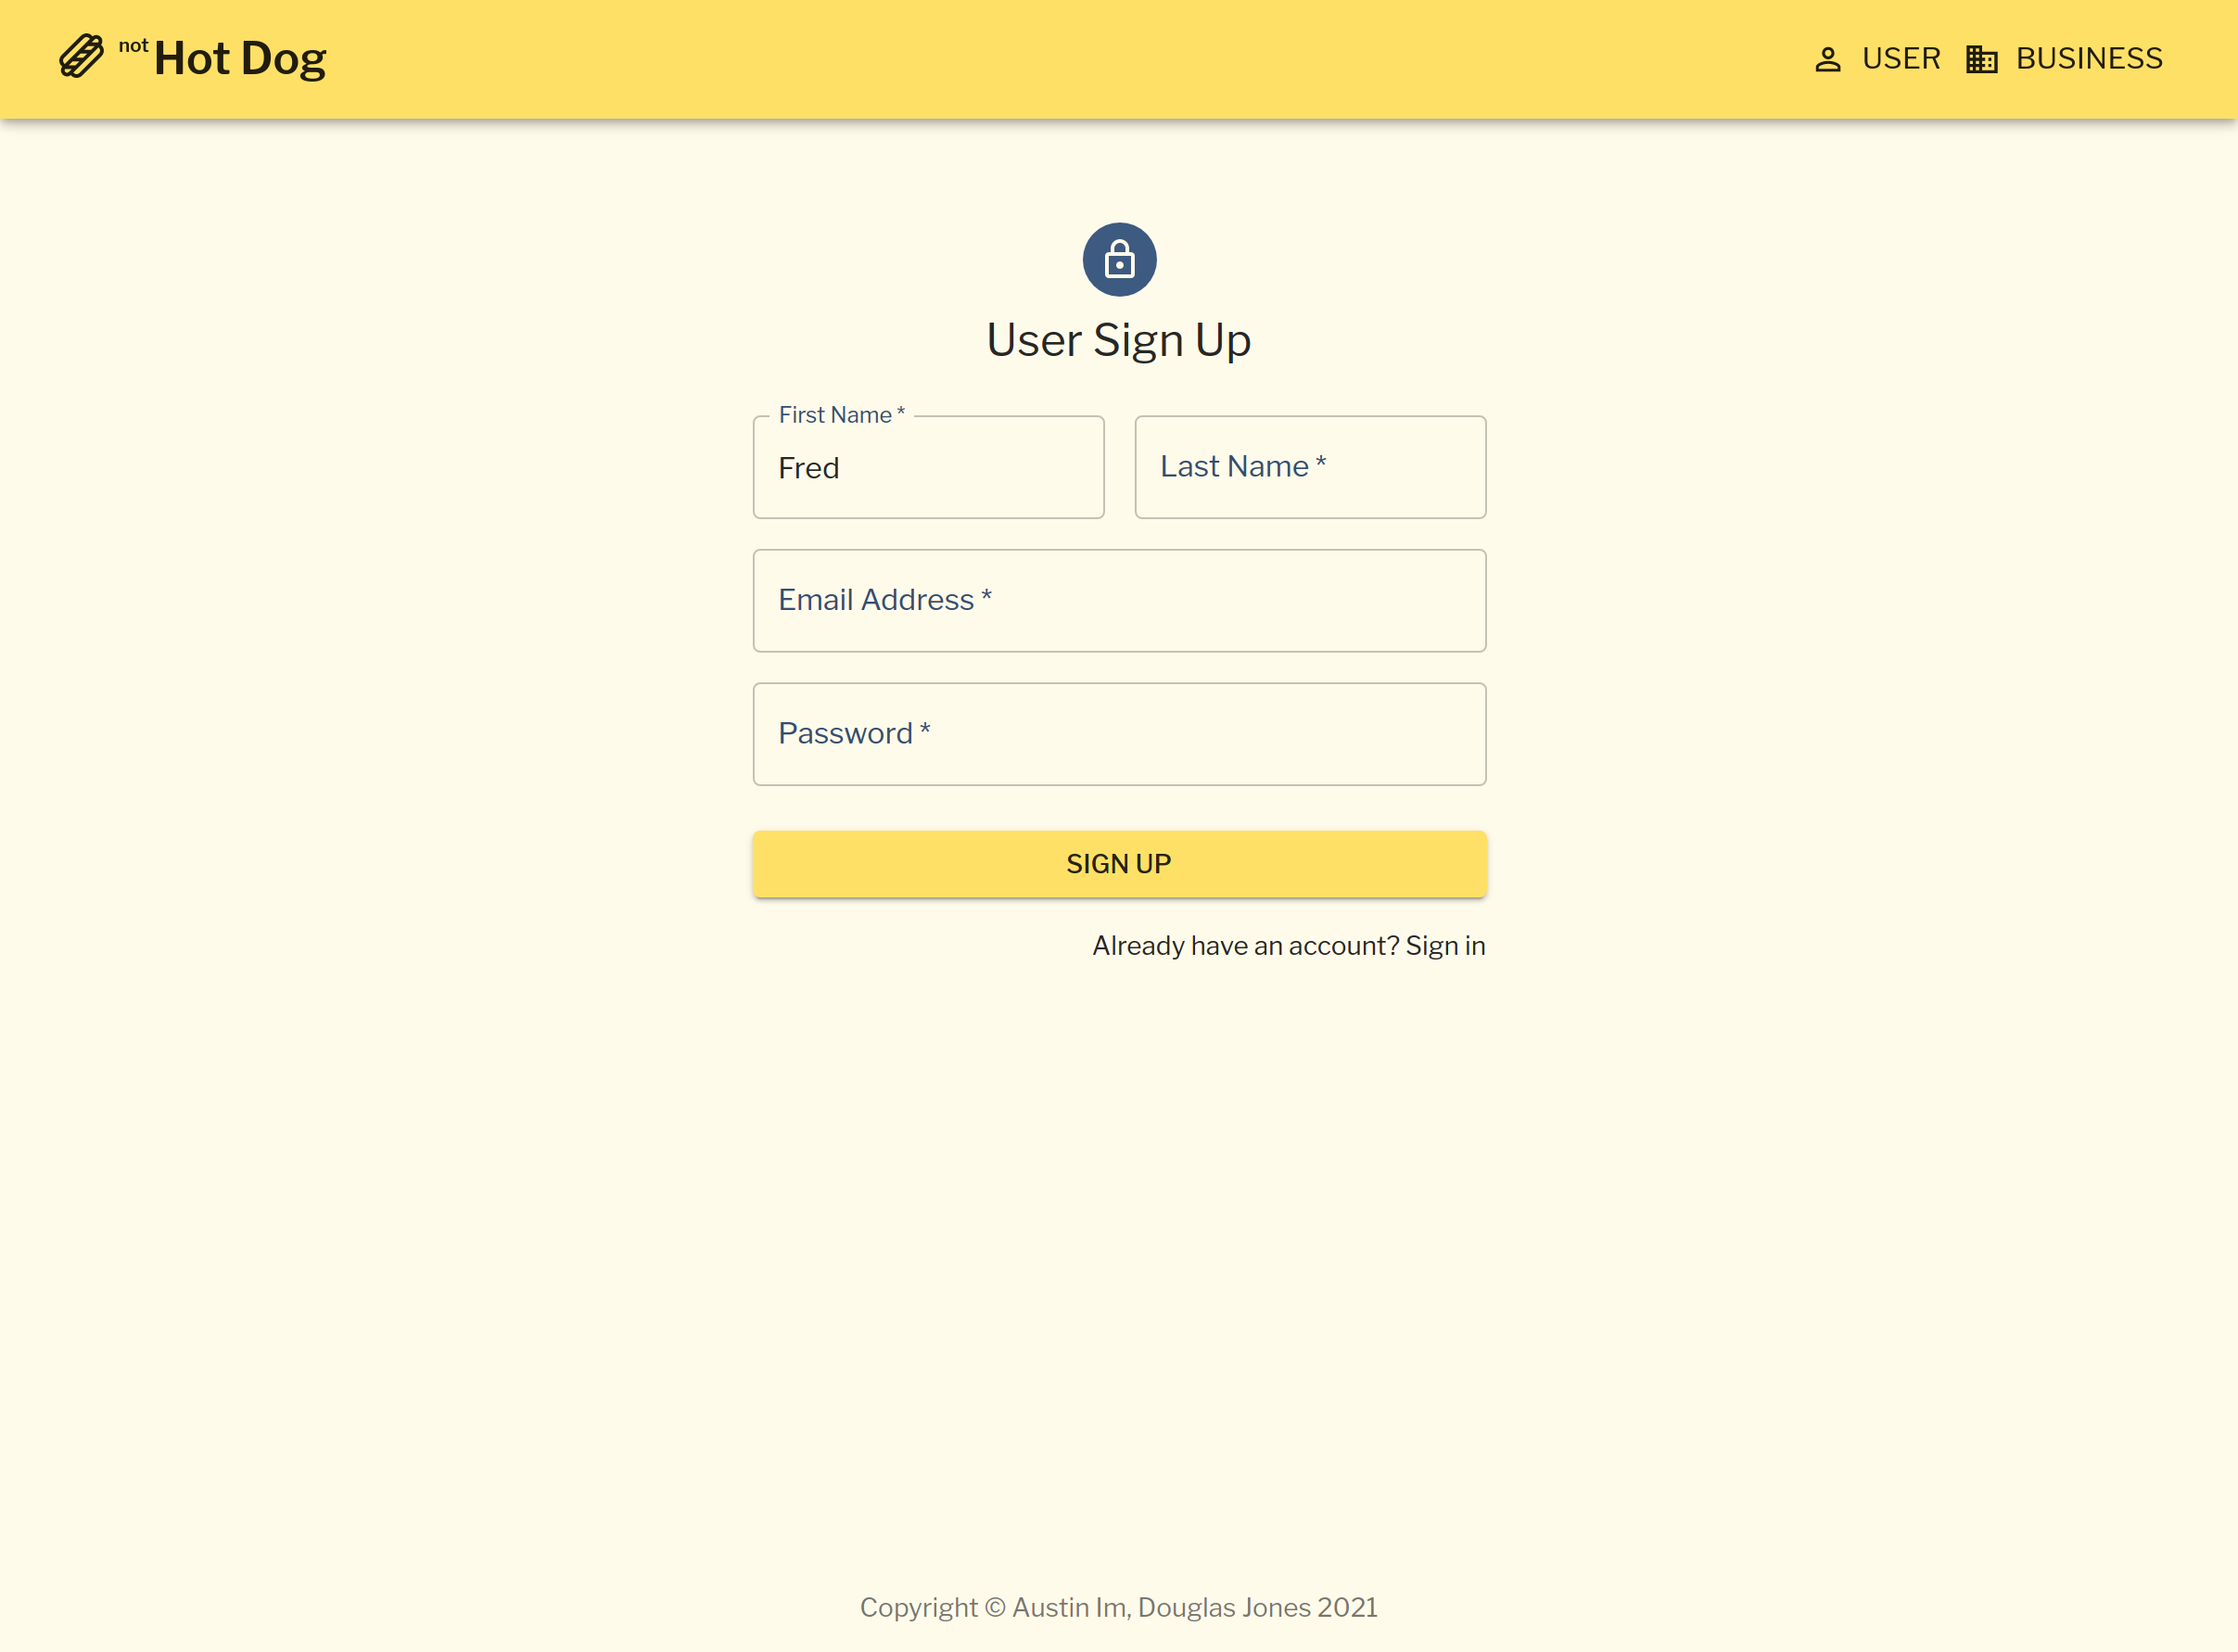 not Hot Dog
USER BUSINESS
User Sign Up
First Name *
Fred
Last Name *
Email Address *
Password *
SIGN UP
Already have an account? Sign in
Copyright © Austin Im, Douglas Jones 2021